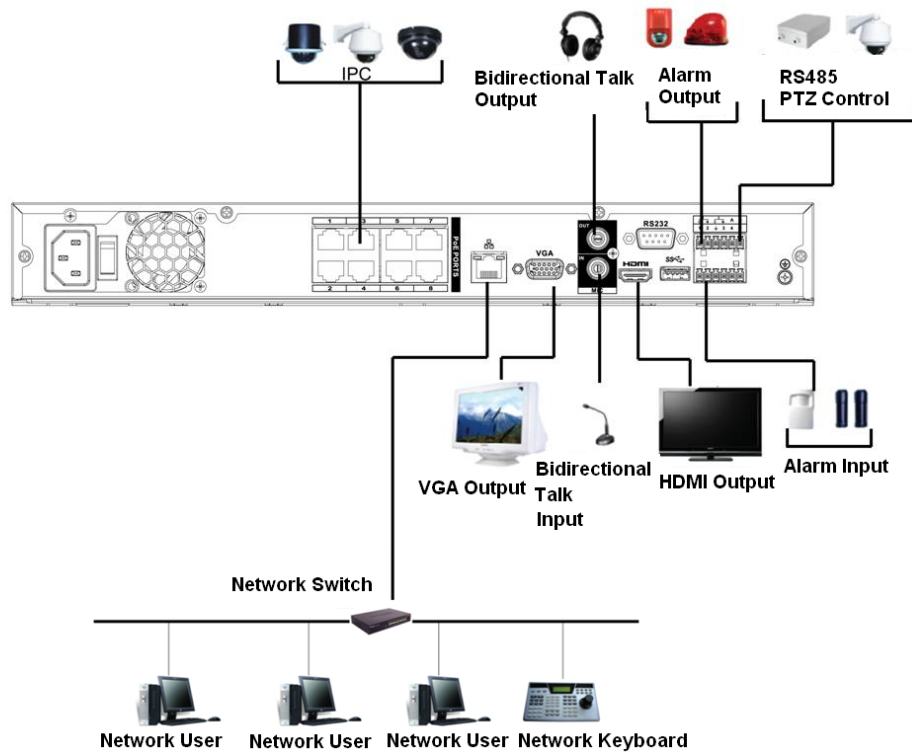 IPC
Bidirectional Talk
Output
Alarm
Output
RS485
PTZ Control
1 3 5 7
2 4 6 8
PoE PORTS
VGA
OUT
IN
MIC
RS232
HDMI
SS
A
VGA Output
Bidirectional
Talk
Input
HDMI Output
Alarm Input
Network Switch
Network User
Network User
Network User
Network Keyboard